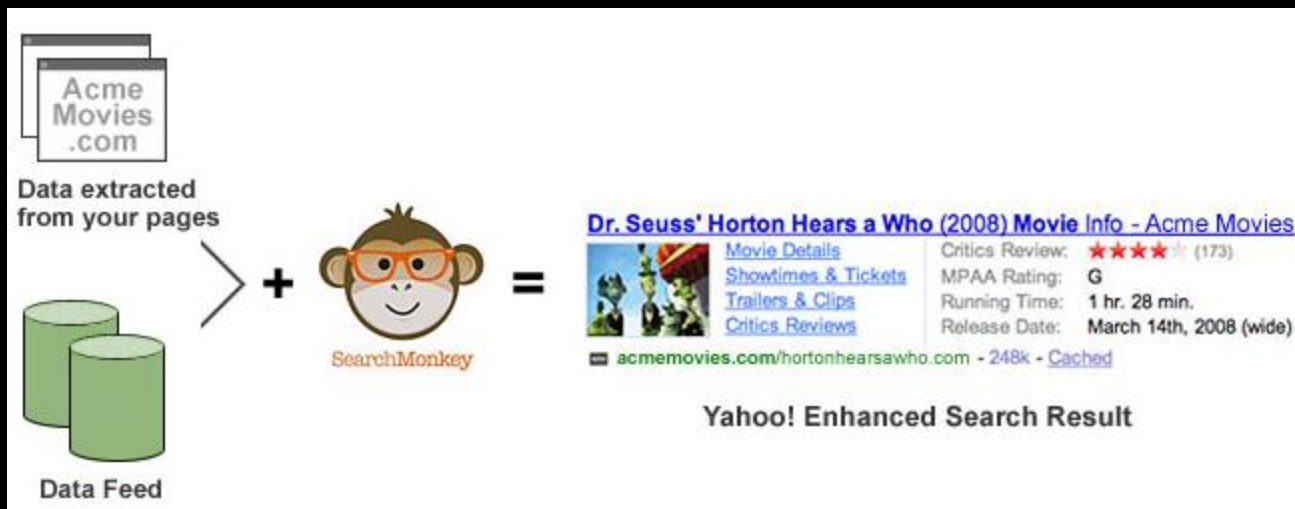 Acme
Movies
.com
Data extracted
from your pages
Data Feed
+
SearchMonkey
=
Dr. Seuss' Horton Hears a Who (2008) Movie Info - Acme Movies
Movie Details
Showtimes & Tickets
Trailers & Clips
Critics Reviews
Critics Review: ★★★★★ (173)
MPAA Rating: G
Running Time: 1 hr. 28 min.
Release Date: March 14th, 2008 (wide)
acmemovies.com/hortonhearsawho.com - 248k - Cached
Yahoo! Enhanced Search Result